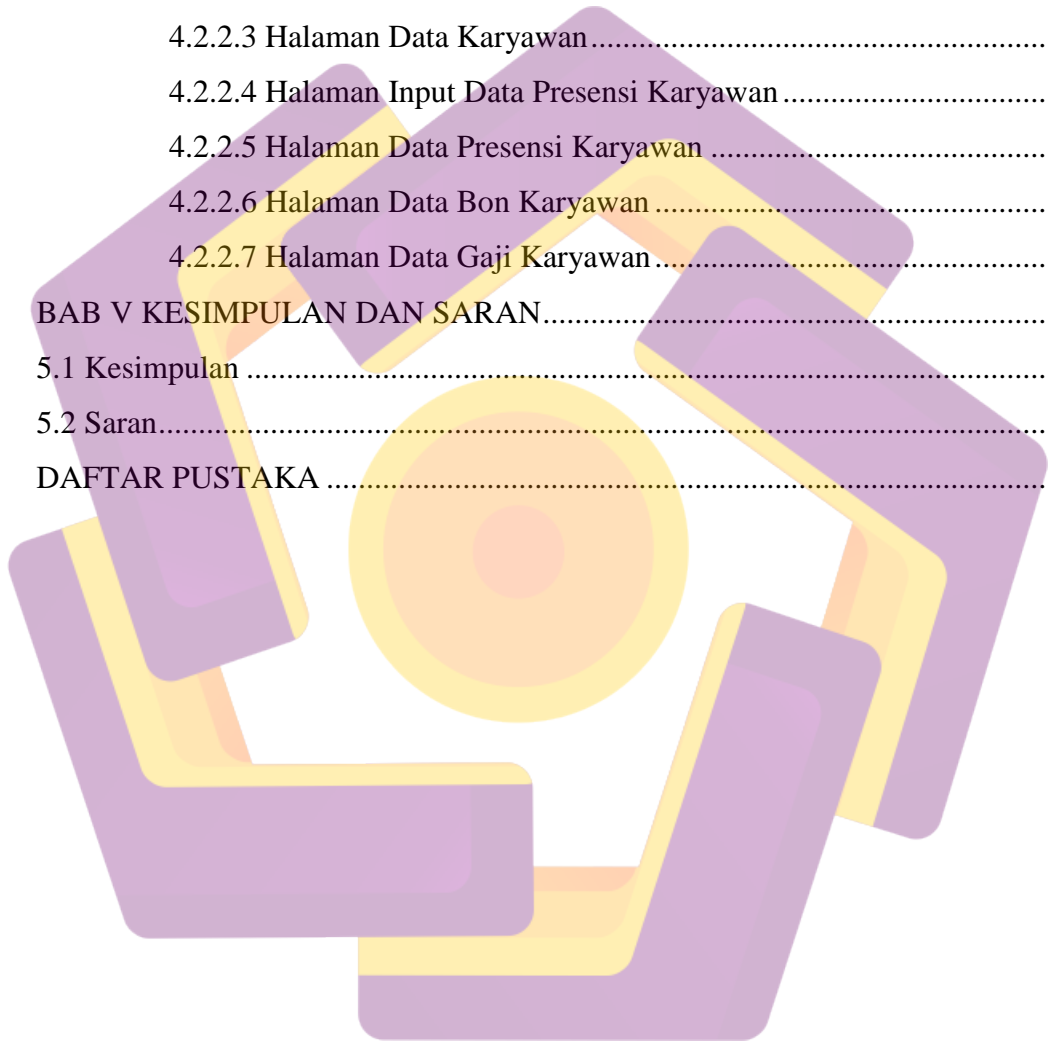 4.2.2.3 Halaman Data Karyawan........................................................
4.2.2.4 Halaman Input Data Presensi Karyawan ................................
4.2.2.5 Halaman Data Presensi Karyawan .........................................
4.2.2.6 Halaman Data Bon Karyawan ................................................
4.2.2.7 Halaman Data Gaji Karyawan ................................................
BAB V KESIMPULAN DAN SARAN..............................................................
5.1 Kesimpulan ..................................................................................................
5.2 Saran.............................................................................................................
DAFTAR PUSTAKA ........................................................................................